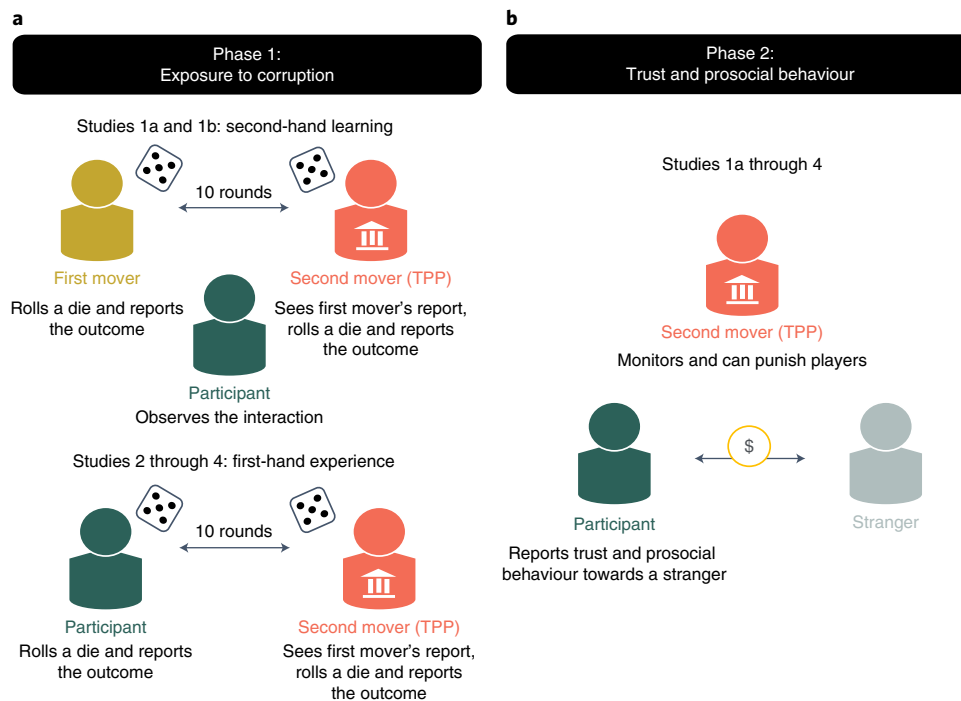 a
Phase 1:
Exposure to corruption
Studies 1a and 1b: second-hand learning
10 rounds
First mover
Rolls a die and reports
the outcome
Second mover (TPP)
Sees first mover's report,
rolls a die and reports
the outcome
Participant
Observes the interaction
Studies 2 through 4: first-hand experience
10 rounds
Participant
Rolls a die and reports
the outcome
Second mover (TPP)
Sees first mover's report,
rolls a die and reports
the outcome
b
Phase 2:
Trust and prosocial behaviour
Studies 1a through 4
Second mover (TPP)
Monitors and can punish players
$
Participant
Reports trust and prosocial
behaviour towards a stranger
Stranger